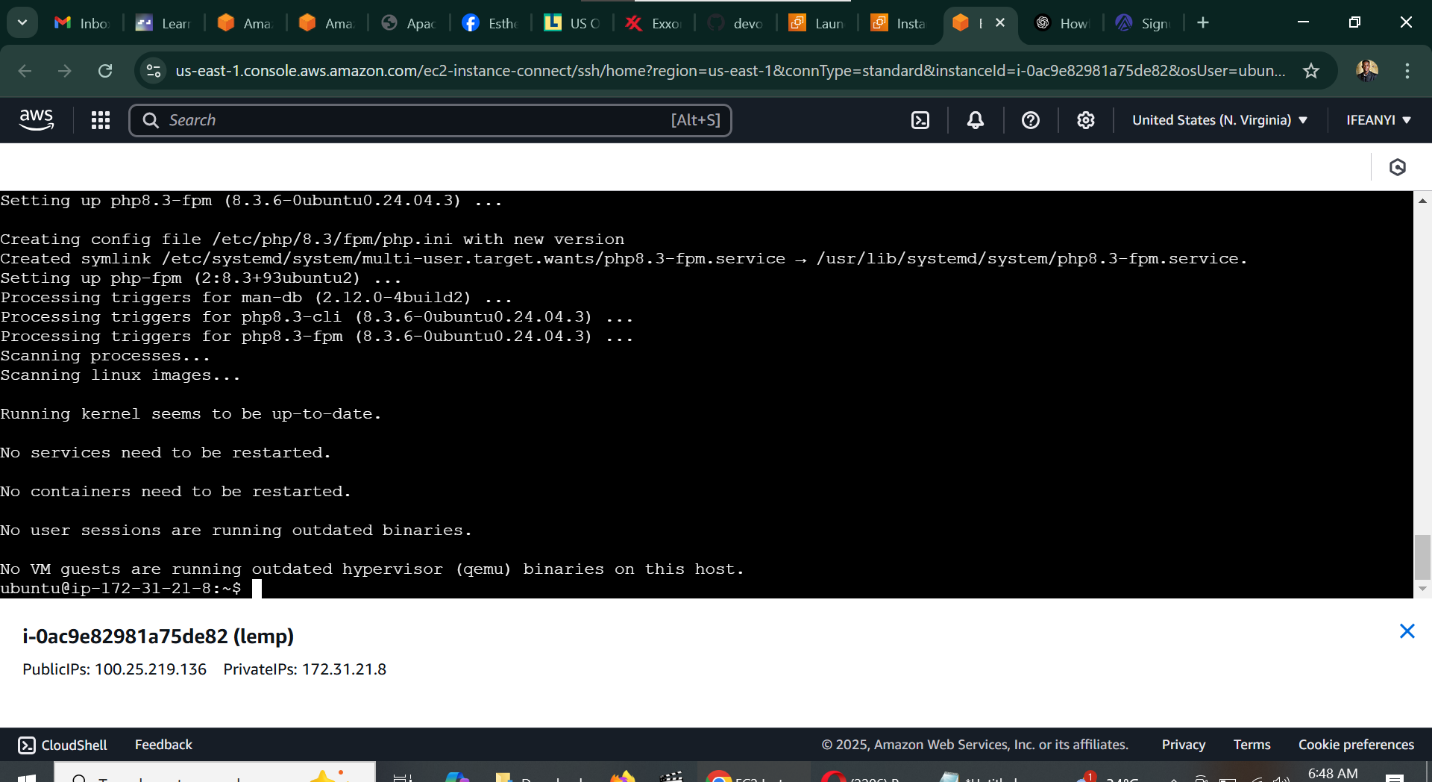 Inbo
Lear
Ama
Ama
Apac
Esthe
US O
Exxo
devo
Laun
Insta
How
Sign
us-east-1.console.aws.amazon.com/ec2-instance-connect/ssh/home?region=us-east-1&connType=standard&instanceId=i-0ac9e82981a75de82&osUser=ubun...
aws
Search
[Alt+S]
United States (N. Virginia)
IFEANYI
Setting up php8.3-fpm (8.3.6-0ubuntu0.24.04.3) ...
Creating config file /etc/php/8.3/fpm/php.ini with new version
Created symlink /etc/systemd/system/multi-user.target.wants/php8.3-fpm.service → /usr/lib/systemd/system/php8.3-fpm.service.
Setting up php-fpm (2:8.3+93ubuntu2) ...
Processing triggers for man-db (2.12.0-4build2) ...
Processing triggers for php8.3-cli (8.3.6-0ubuntu0.24.04.3) ...
Processing triggers for php8.3-fpm (8.3.6-0ubuntu0.24.04.3) ...
Scanning processes...
Scanning linux images...
Running kernel seems to be up-to-date.
No services need to be restarted.
No containers need to be restarted.
No user sessions are running outdated binaries.
No VM guests are running outdated hypervisor (qemu) binaries on this host.
ubuntu@ip-172-31-21-8:~$
i-0ac9e82981a75de82 (lemp)
PublicIPs: 100.25.219.136 PrivateIPs: 172.31.21.8
CloudShell
Feedback
© 2025, Amazon Web Services, Inc. or its affiliates.
Privacy
Terms
Cookie preferences
6:48 AM